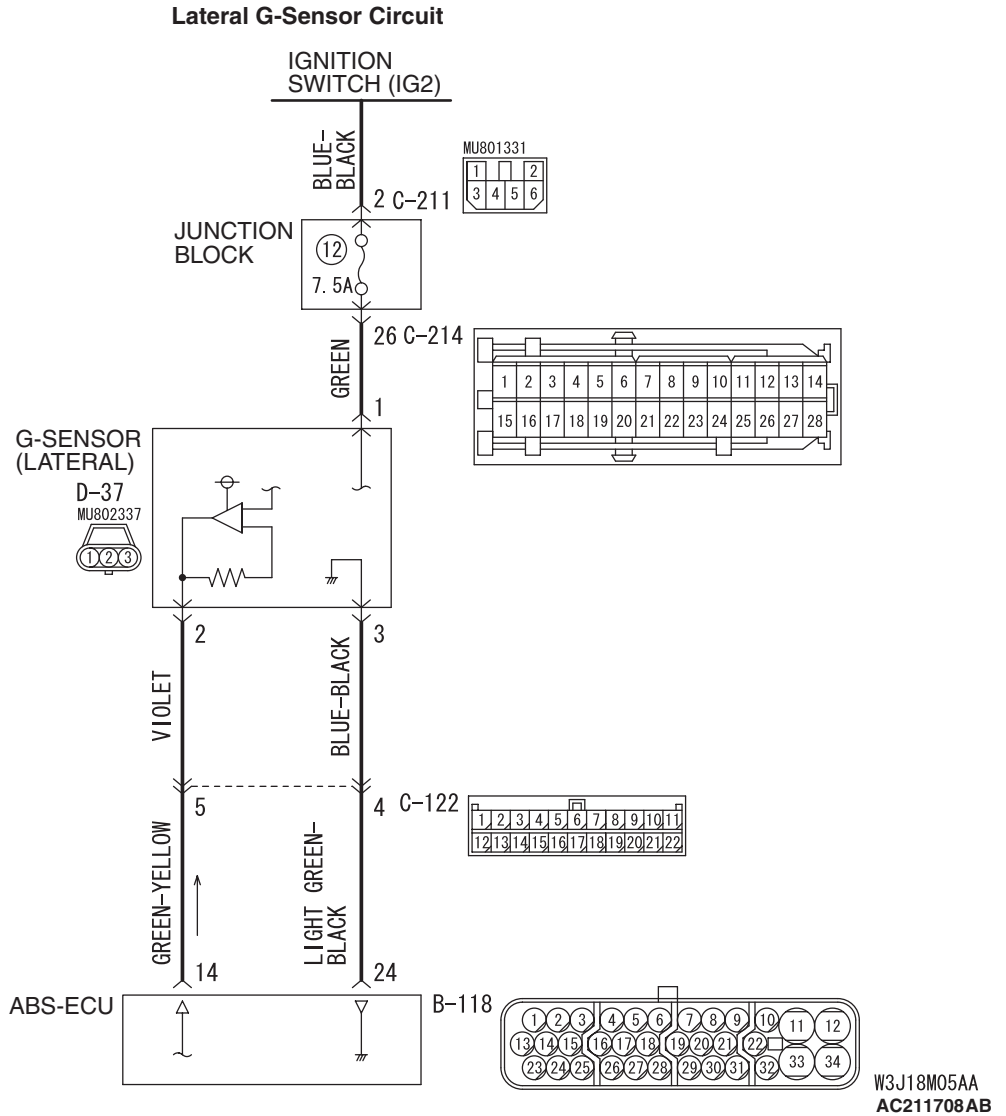 Lateral G-Sensor Circuit
IGNITION
SWITCH (IG2)
BLUE-
BLACK
MU801331
1 2
3 4 5 6
2 C-211
JUNCTION
BLOCK
12
7.5A
26 C-214
GREEN
1 2 3 4 5 6 7 8 9 10 11 12 13 14
15 16 17 18 19 20 21 22 23 24 25 26 27 28
1
G-SENSOR
(LATERAL)
D-37
MU802337
1 2 3
2
3
VIOLET
BLUE-BLACK
5
4 C-122
1 2 3 4 5 6 7 8 9 10 11
12 13 14 15 16 17 18 19 20 21 22
GREEN-YELLOW
LIGHT GREEN-
BLACK
14
24
ABS-ECU
B-118
1 2 3 4 5 6 7 8 9 10 11 12
13 14 15 16 17 18 19 20 21 22
23 24 25 26 27 28 29 30 31 32 33 34
W3J18M05AA
AC211708AB